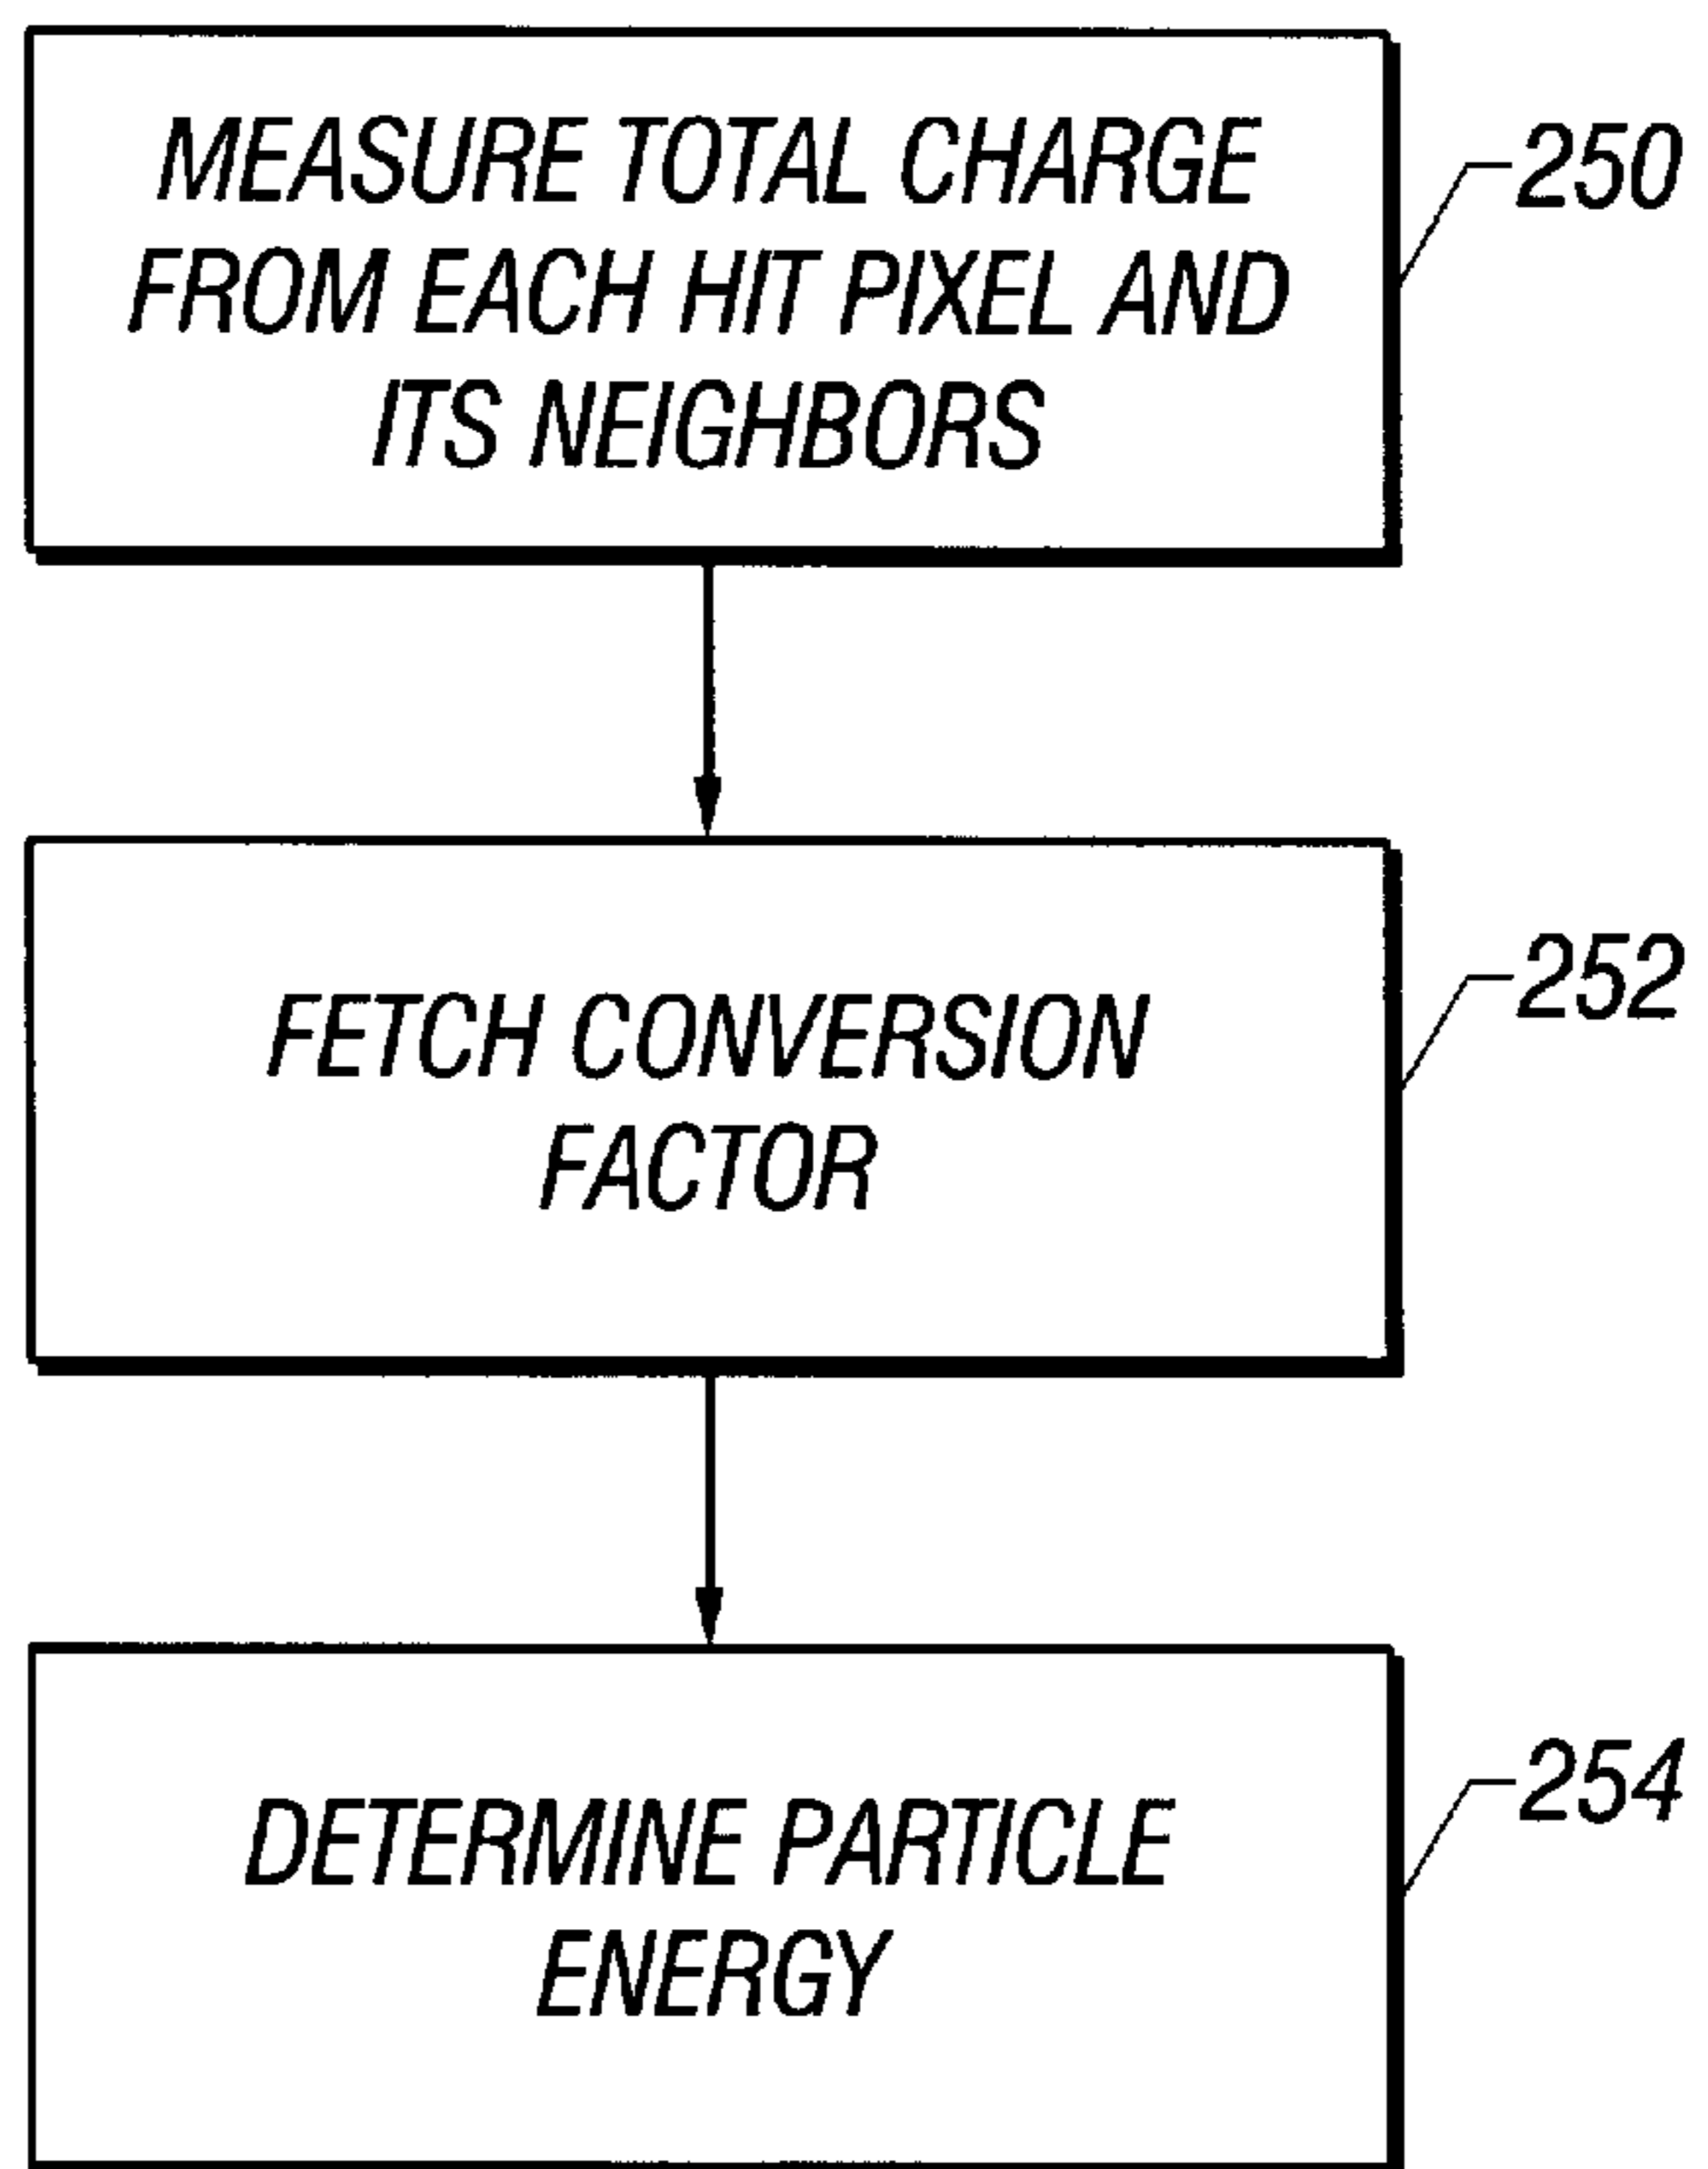 MEASURE TOTAL CHARGE
FROM EACH HIT PIXEL AND
ITS NEIGHBORS
250
FETCH CONVERSION
FACTOR
252
DETERMINE PARTICLE
ENERGY
254